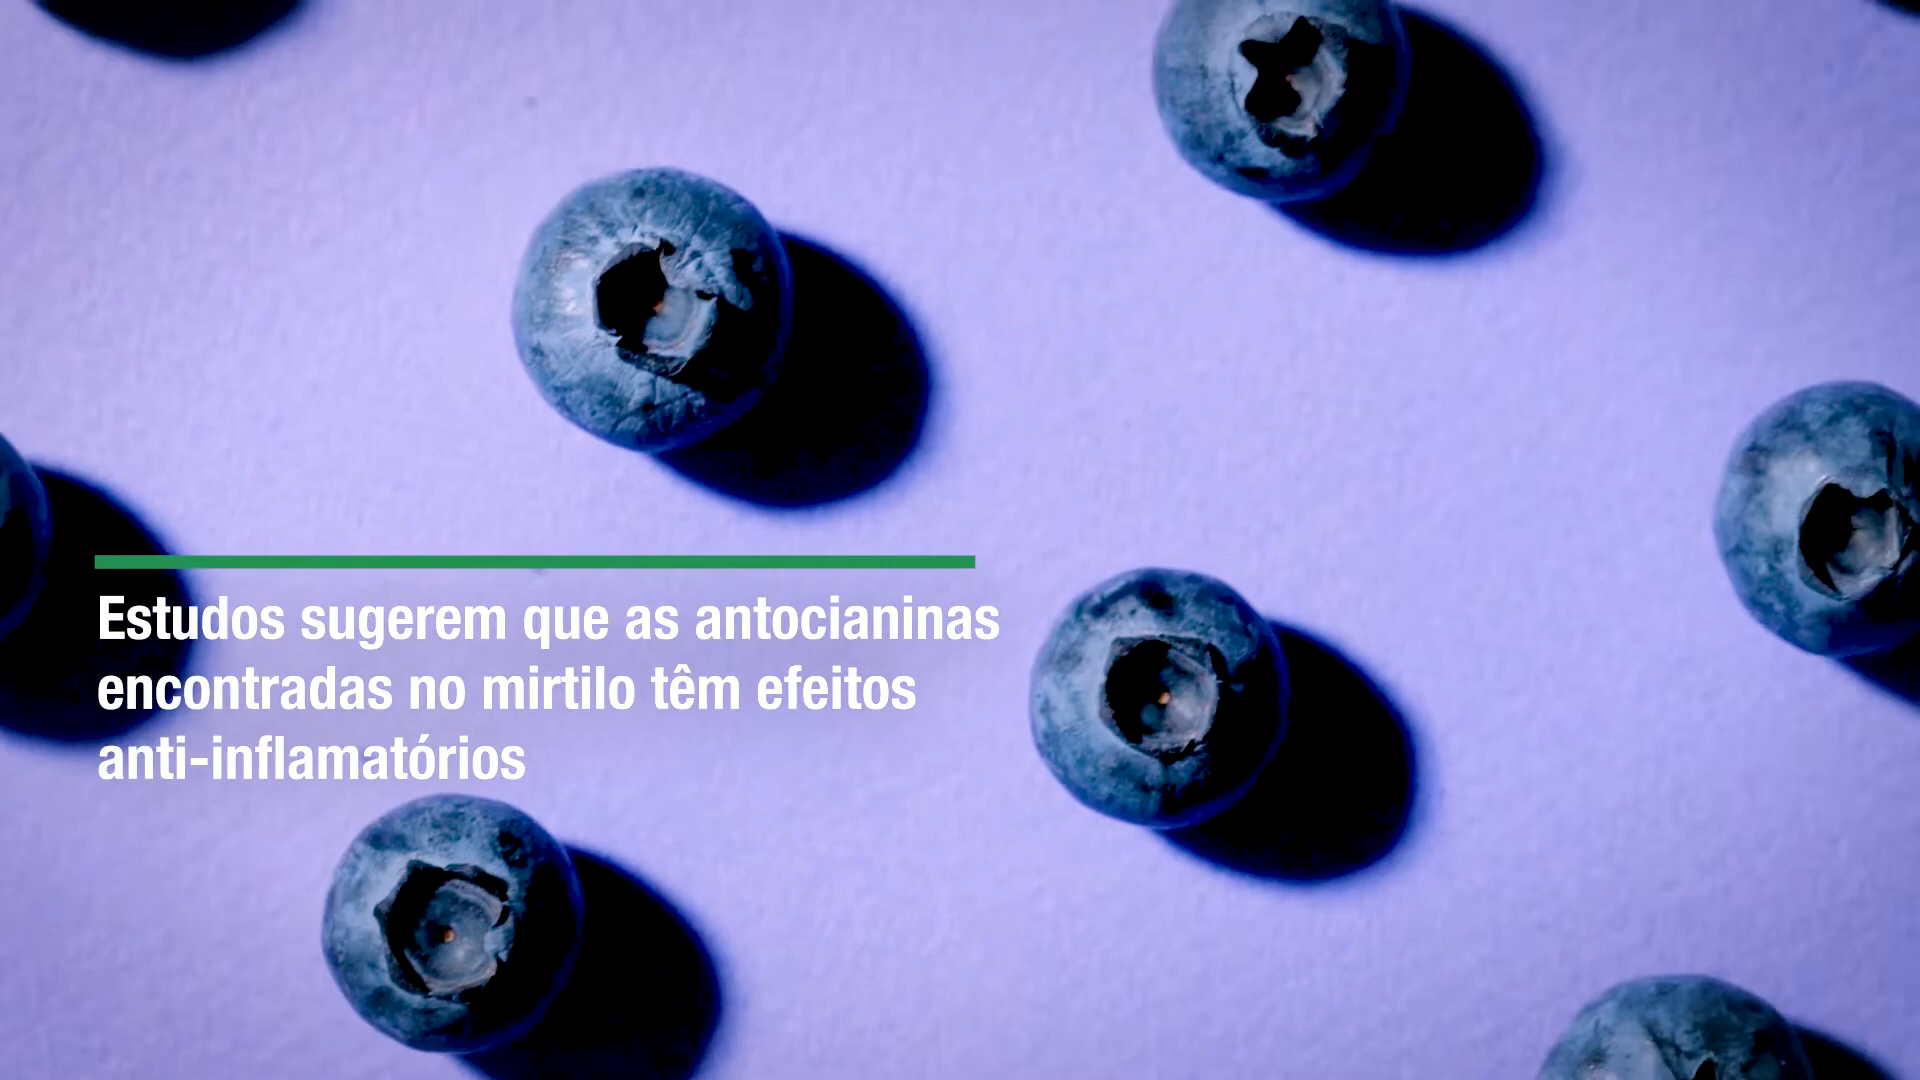 Estudos sugerem que as antocianinas
encontradas no mirtilo têm efeitos
anti-inflamatórios